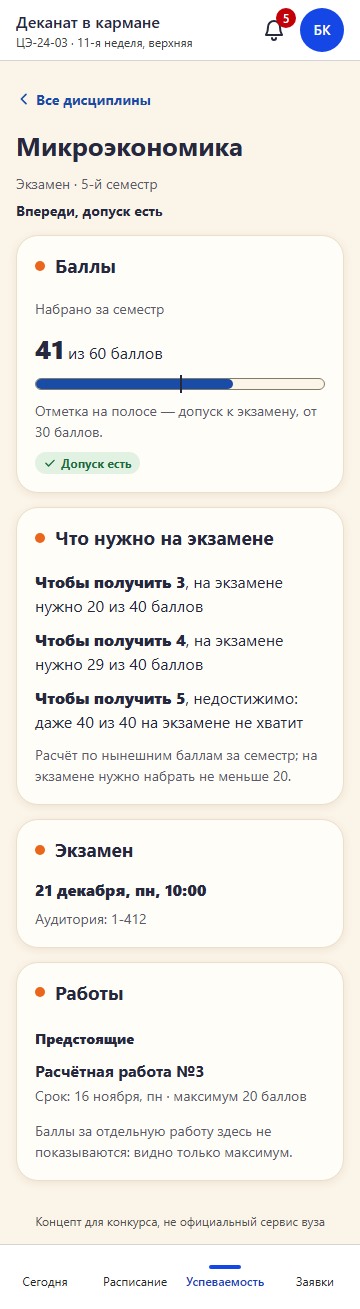 Деканат в кармане
ЦЭ-24-03 · 11-я неделя, верхняя
5
БК
Все дисциплины
Микроэкономика
Экзамен · 5-й семестр
Впереди, допуск есть
Баллы
Набрано за семестр
41 из 60 баллов
Отметка на полосе — допуск к экзамену, от
30 баллов.
Допуск есть
Что нужно на экзамене
Чтобы получить 3, на экзамене
нужно 20 из 40 баллов
Чтобы получить 4, на экзамене
нужно 29 из 40 баллов
Чтобы получить 5, недостижимо:
даже 40 из 40 на экзамене не хватит
Расчёт по нынешним баллам за семестр; на
экзамене нужно набрать не меньше 20.
Экзамен
21 декабря, пн, 10:00
Аудитория: 1-412
Работы
Предстоящие
Расчётная работа №3
Срок: 16 ноября, пн · максимум 20 баллов
Баллы за отдельную работу здесь не
показываются: видно только максимум.
Концепт для конкурса, не официальный сервис вуза
Сегодня
Расписание
Успеваемость
Заявки